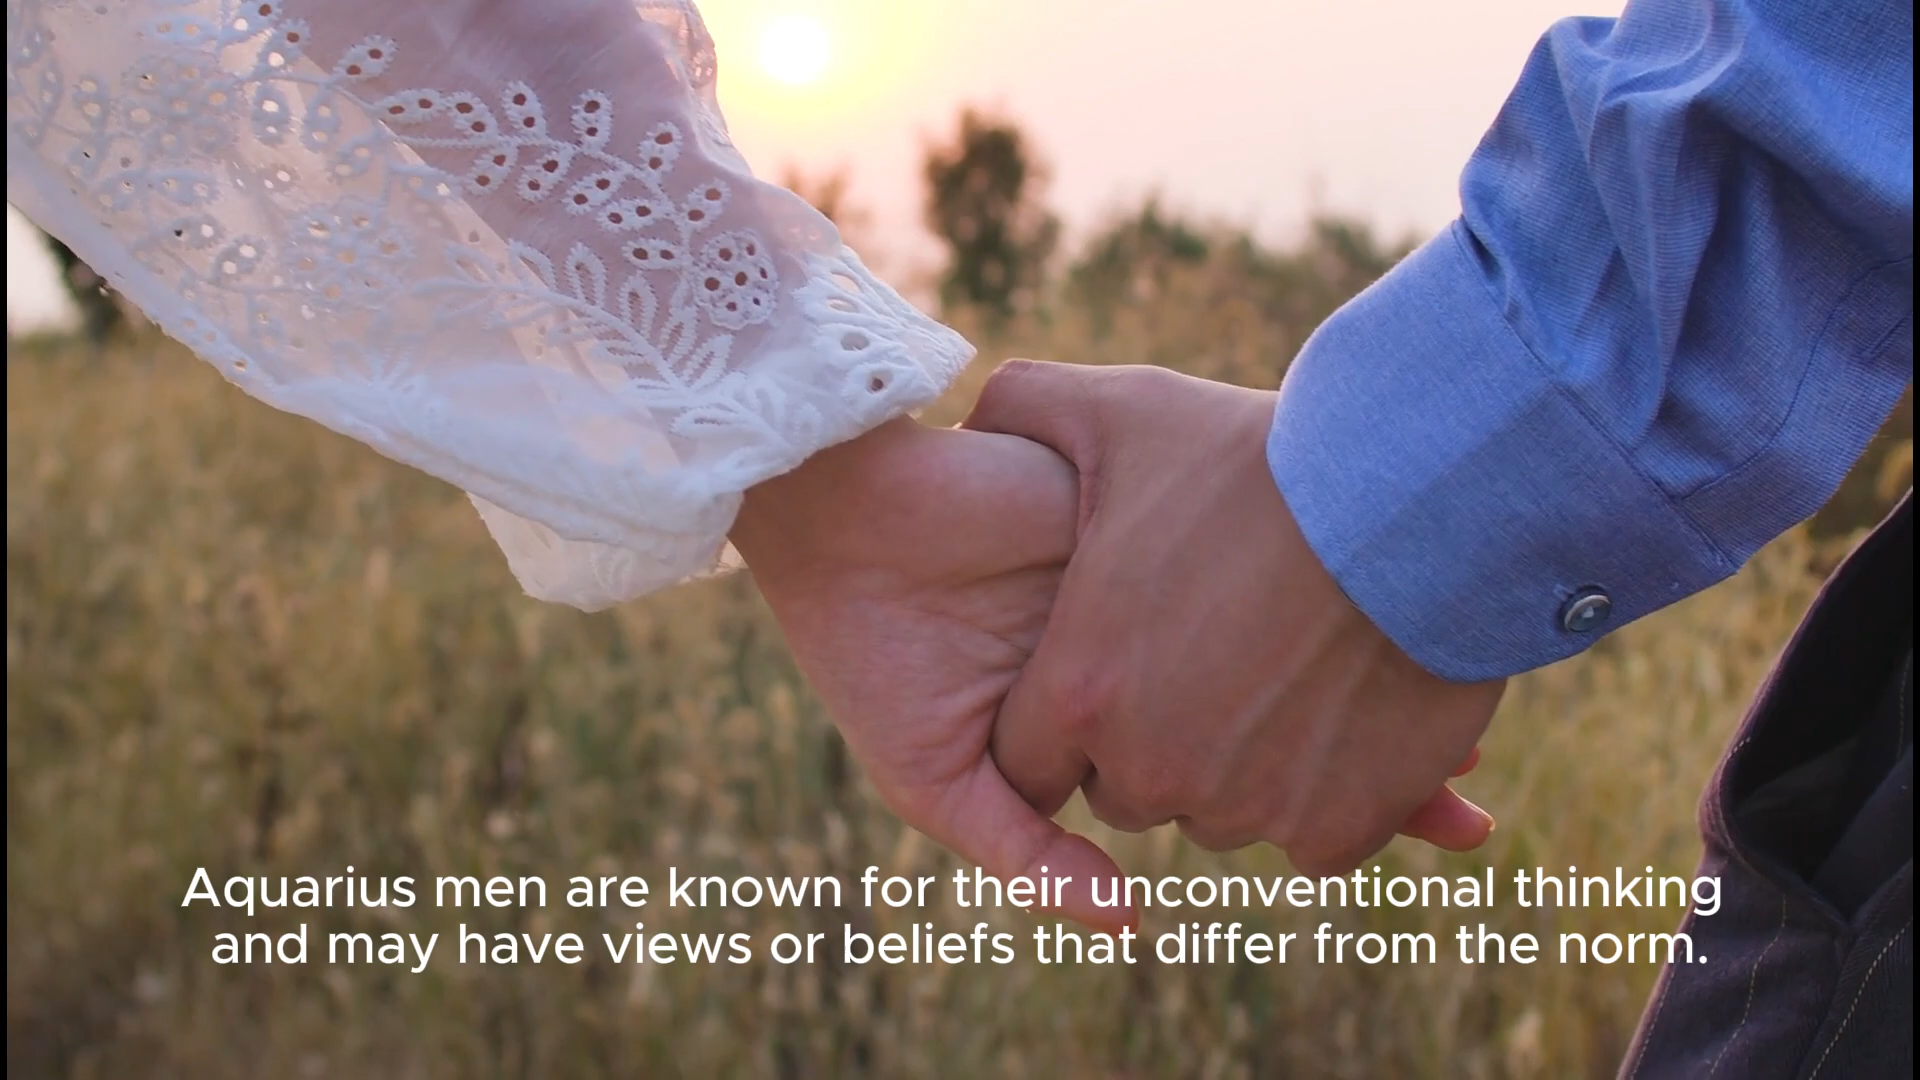 Aquarius men are known for their unconventional thinking
and may have views or beliefs that differ from the norm.